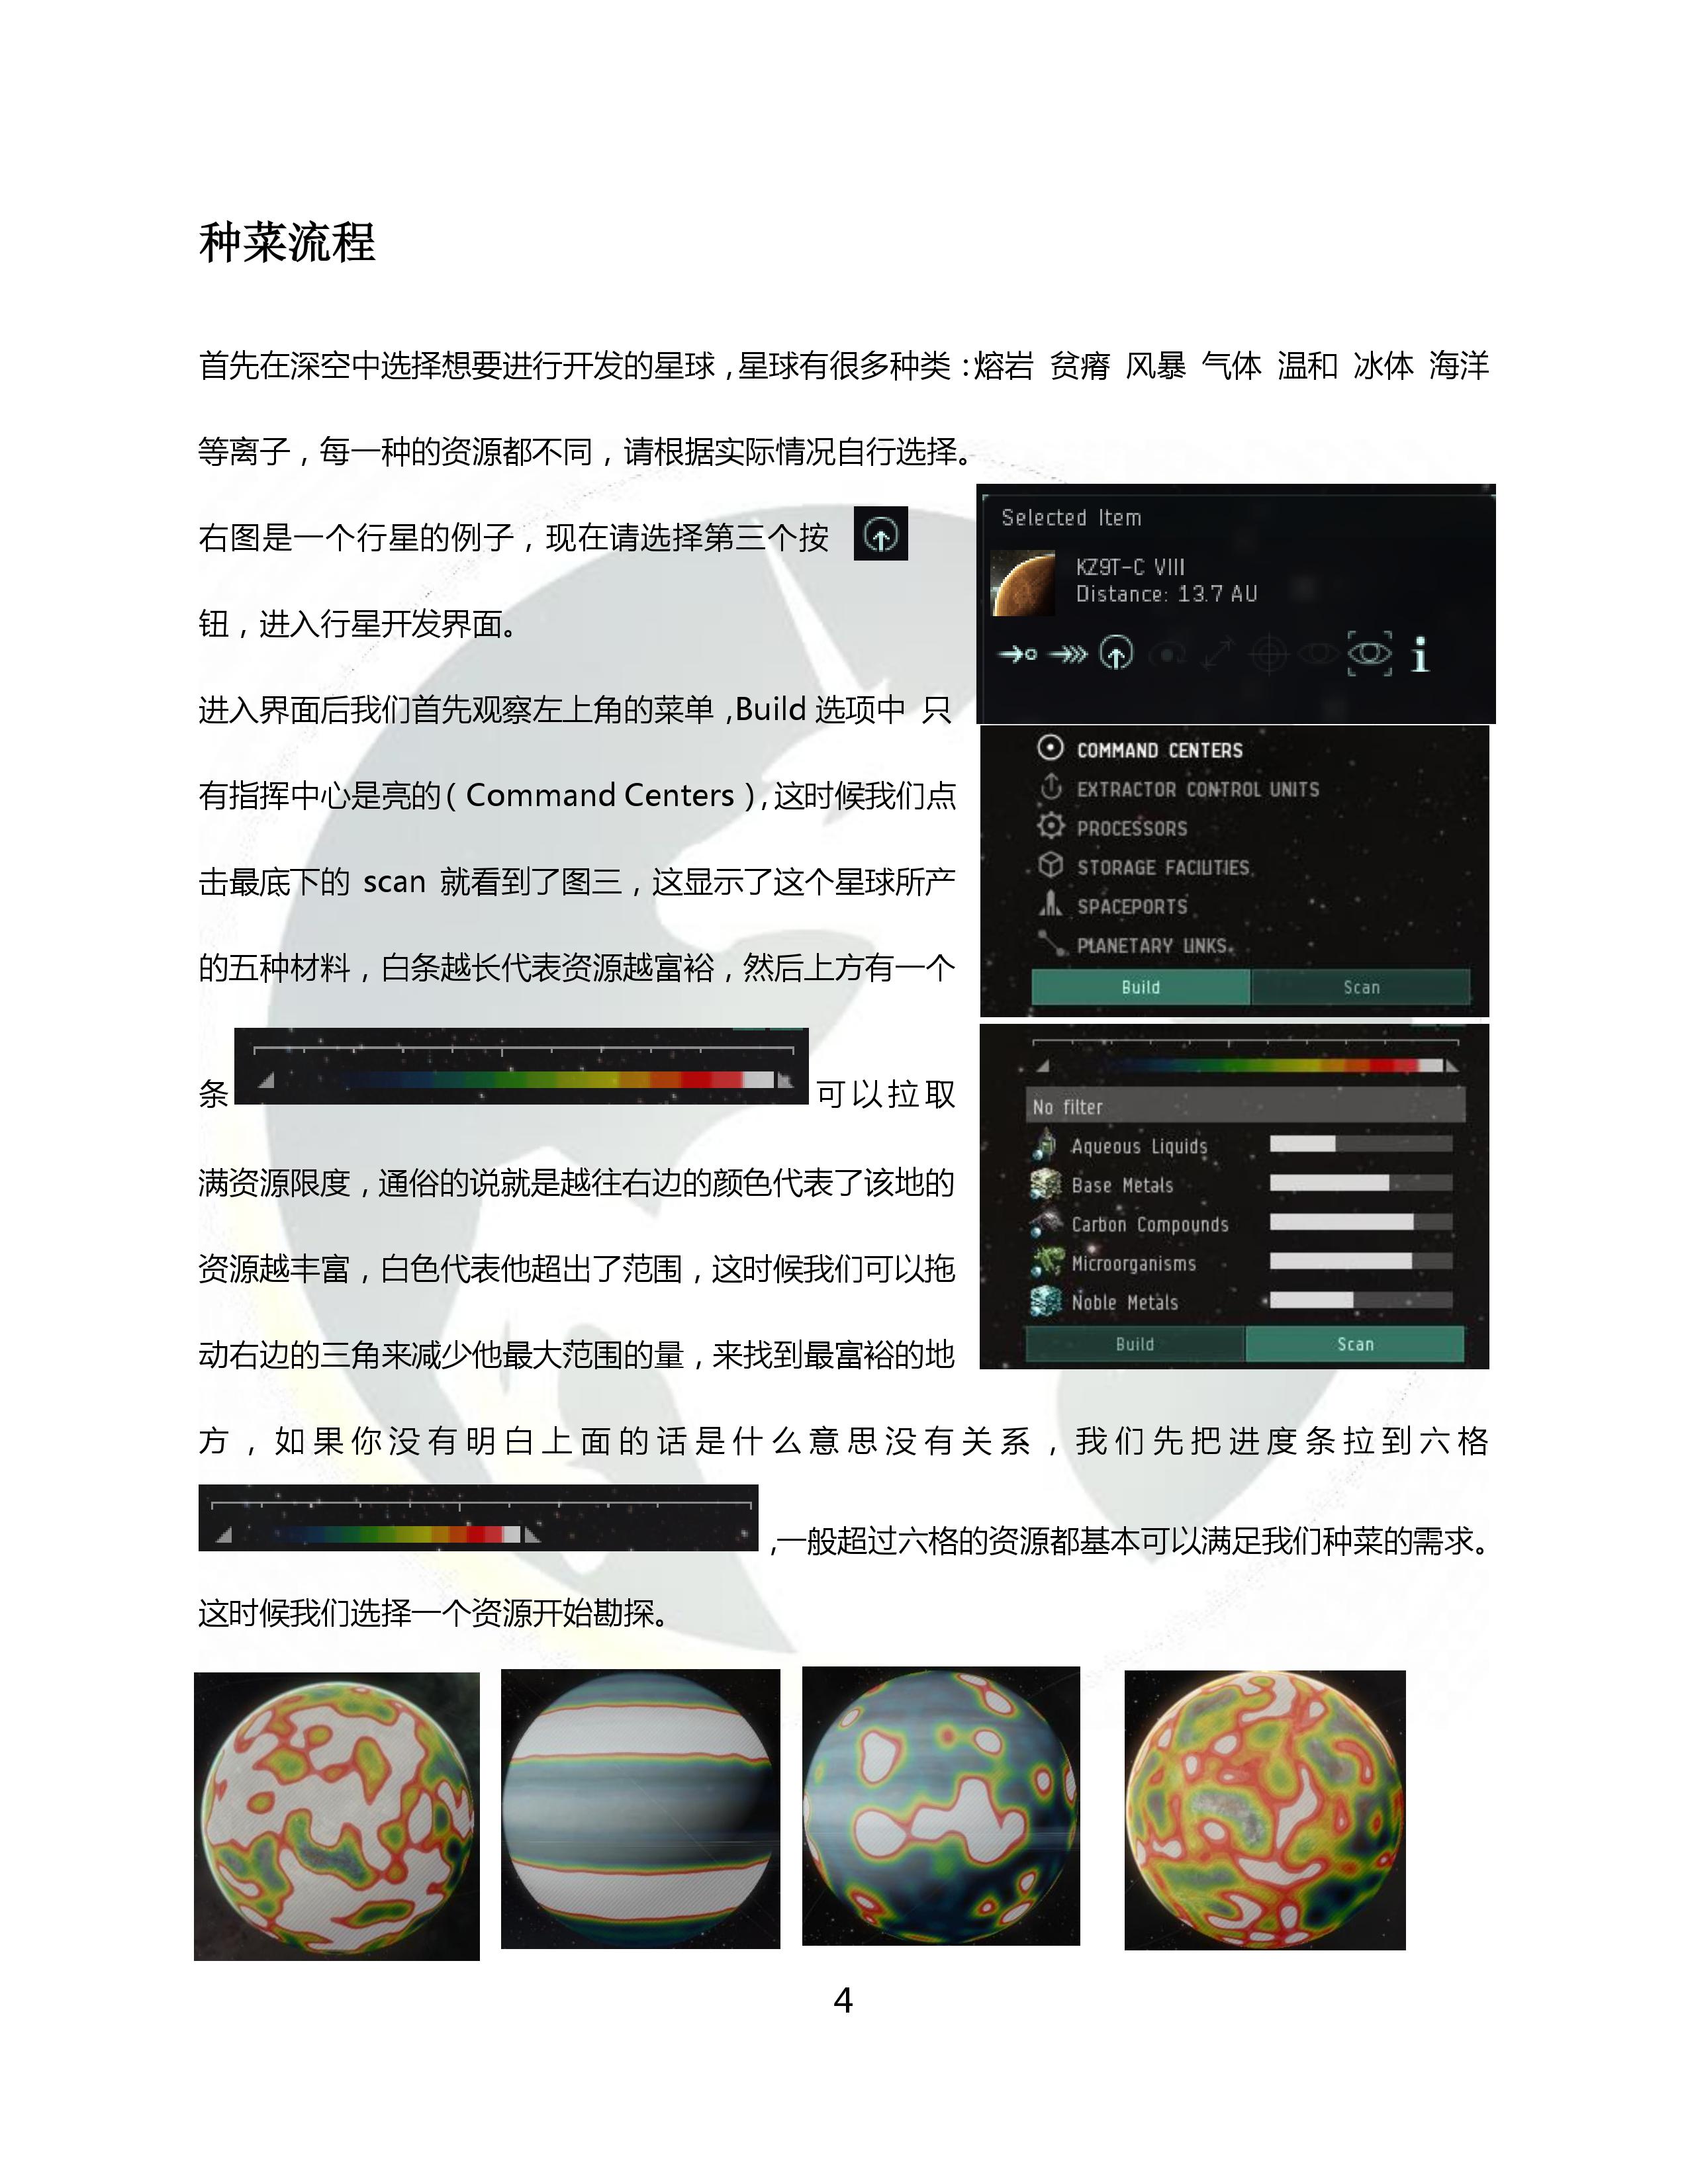 种菜流程
首先在深空中选择想要进行开发的星球，星球有很多种类：熔岩 贫瘠 风暴 气体 温和 冰体 海洋
等离子，每一种的资源都不同，请根据实际情况自行选择。
右图是一个行星的例子，现在请选择第三个按
钮，进入行星开发界面。
进入界面后我们首先观察左上角的菜单，Build 选项中 只
有指挥中心是亮的（Command Centers），这时候我们点
击最底下的 scan 就看到了图三，这显示了这个星球所产
的五种材料，白条越长代表资源越富裕，然后上方有一个
条 可以拉取
满资源限度，通俗的说就是越往右边的颜色代表了该地的
资源越丰富，白色代表他超出了范围，这时候我们可以拖
动右边的三角来减少他最大范围的量，来找到最富裕的地
方，如果你没有明白上面的话是什么意思没有关系，我们先把进度条拉到六格
,一般超过六格的资源都基本可以满足我们种菜的需求。
这时候我们选择一个资源开始勘探。
Selected Item
KZ9T-C VIII
Distance: 13.7 AU
COMMAND CENTERS
EXTRACTOR CONTROL UNITS
PROCESSORS
STORAGE FACILITIES
SPACEPORTS
PLANETARY LINKS
Build Scan
No filter
Aqueous Liquids
Base Metals
Carbon Compounds
Microorganisms
Noble Metals
Build Scan
4